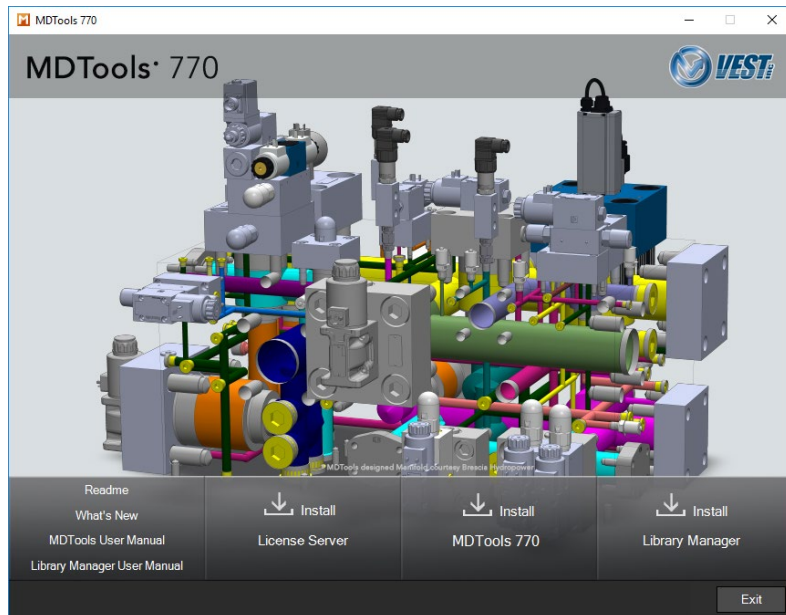 MDTools 770
MDTools® 770
VEST inc
MDTools designed Manifold courtesy Brescia Hydropower
Readme
What's New
MDTools User Manual
Library Manager User Manual
Install
License Server
Install
MDTools 770
Install
Library Manager
Exit